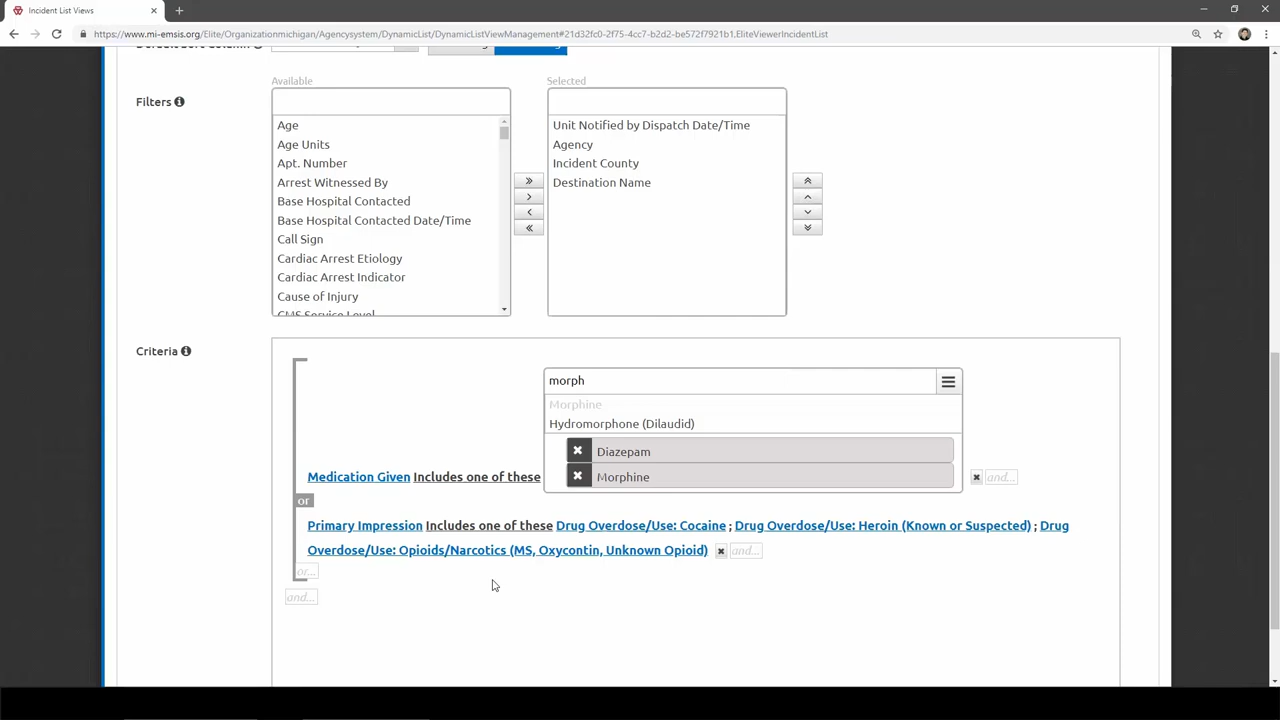 Incident List Views
https://www.mi-emsis.org/Elite/Organizationmichigan/Agencysystem/DynamicList/DynamicListViewManagement#21d32fc0-2f75-4cc7-b2d2-be572f7921b1,EliteViewerIncidentList
Available
Selected
Filters
Age
Age Units
Apt. Number
Arrest Witnessed By
Base Hospital Contacted
Base Hospital Contacted Date/Time
Call Sign
Cardiac Arrest Etiology
Cardiac Arrest Indicator
Cause of Injury
CMS Service Level
Unit Notified by Dispatch Date/Time
Agency
Incident County
Destination Name
Criteria
morph
Morphine
Hydromorphone (Dilaudid)
Diazepam
Morphine
Medication Given Includes one of these
and...
or
Primary Impression Includes one of these Drug Overdose/Use: Cocaine ; Drug Overdose/Use: Heroin (Known or Suspected) ; Drug
Overdose/Use: Opioids/Narcotics (MS, Oxycontin, Unknown Opioid) and...
or...
and...